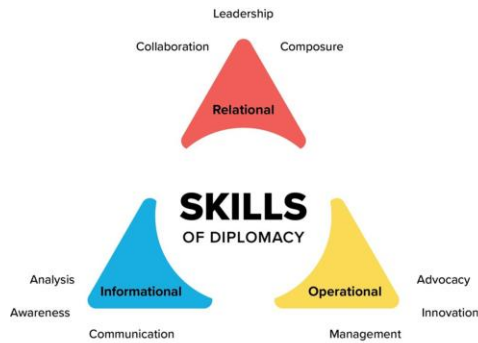 Leadership
Collaboration
Composure
Relational
SKILLS
OF DIPLOMACY
Analysis
Awareness
Communication
Informational
Operational
Advocacy
Innovation
Management